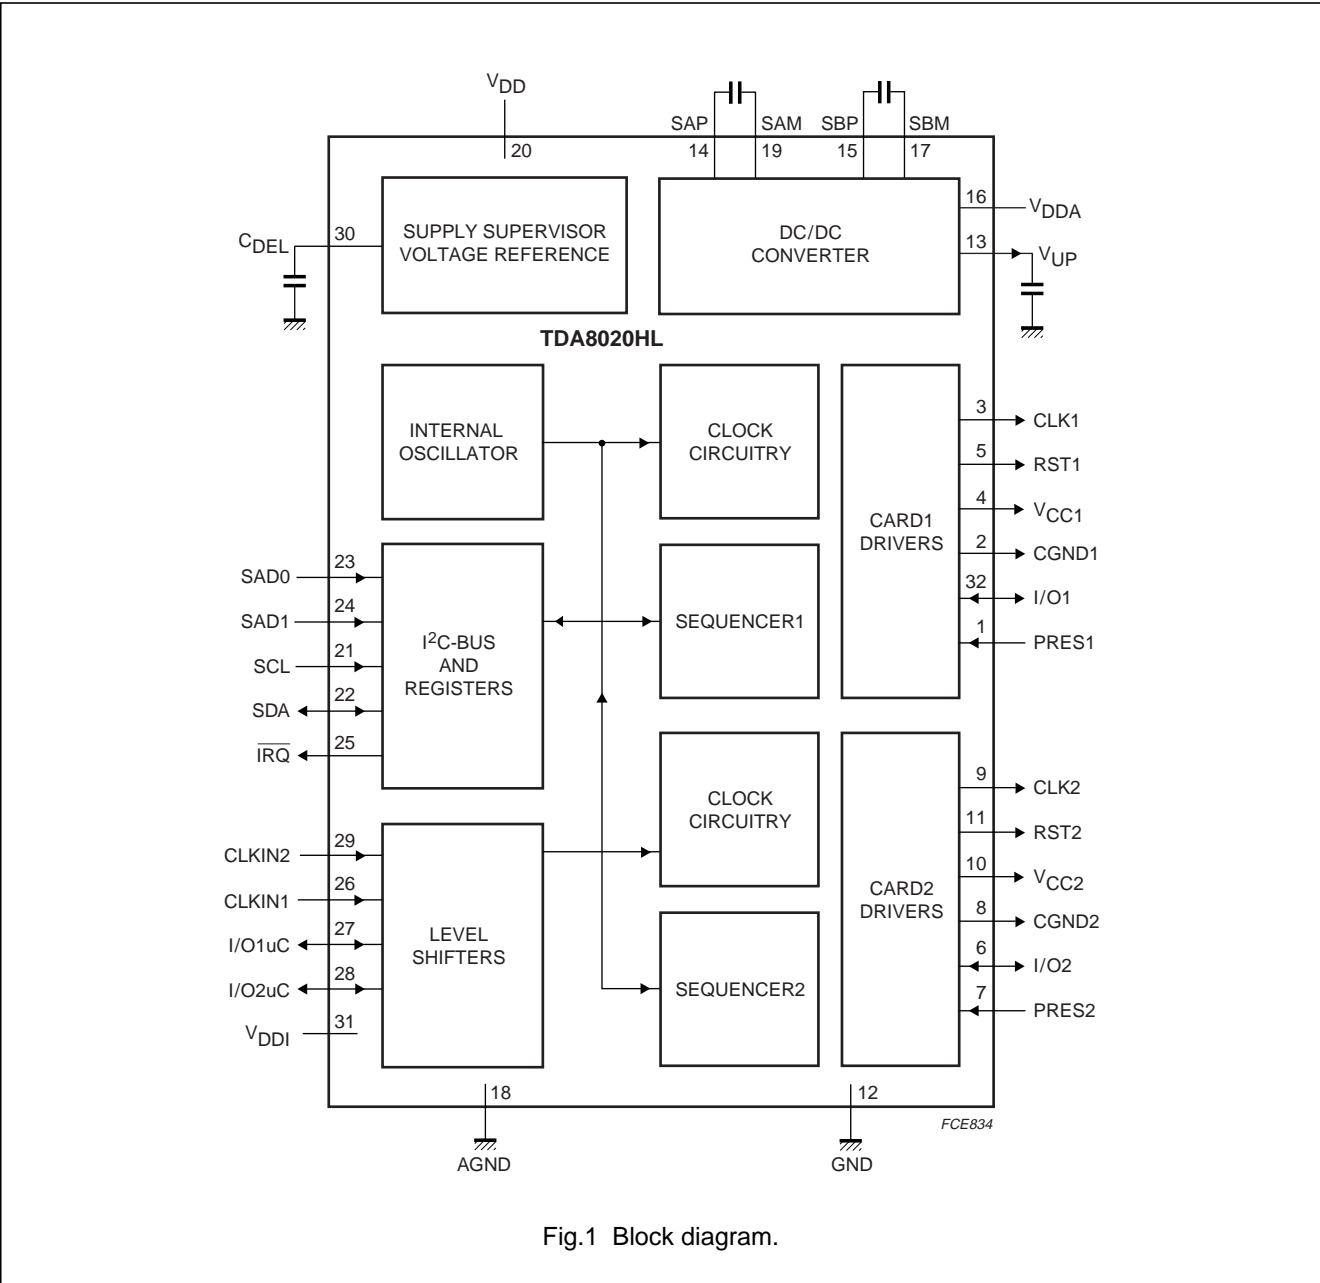 VDD
SAP
SAM
SBP
SBM
20
14
19
15
17
16
VDDA
CDEL
30
SUPPLY SUPERVISOR
VOLTAGE REFERENCE
DC/DC
CONVERTER
13
VUP
TDA8020HL
INTERNAL
OSCILLATOR
CLOCK
CIRCUITRY
CARD1
DRIVERS
3
CLK1
5
RST1
4
VCC1
2
CGND1
32
I/O1
1
PRES1
SAD0
23
SAD1
24
SCL
21
SDA
22
IRQ
25
I2C-BUS
AND
REGISTERS
SEQUENCER1
CLOCK
CIRCUITRY
CARD2
DRIVERS
9
CLK2
11
RST2
10
VCC2
8
CGND2
6
I/O2
7
PRES2
CLKIN2
29
CLKIN1
26
I/O1uC
27
I/O2uC
28
VDDI
31
LEVEL
SHIFTERS
SEQUENCER2
18
12
FCE834
AGND
GND
Fig.1 Block diagram.